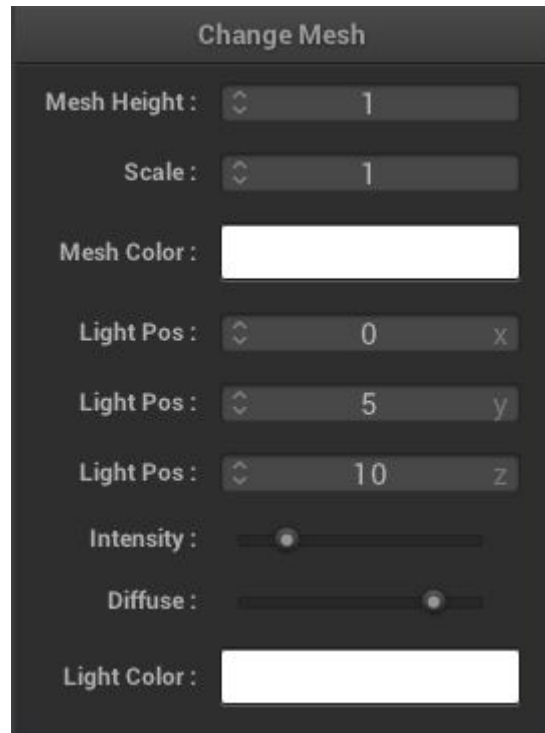 Change Mesh
Mesh Height : 1
Scale : 1
Mesh Color :
Light Pos : 0 x
Light Pos : 5 y
Light Pos : 10 z
Intensity :
Diffuse :
Light Color :